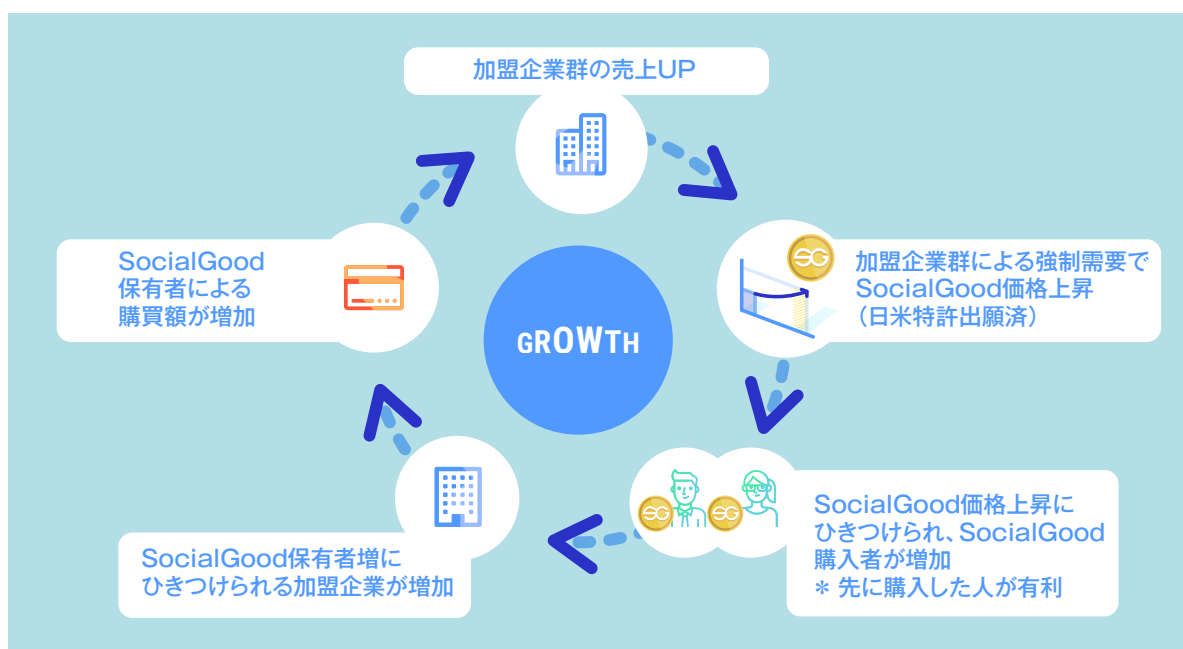 加盟企業群の売上UP
加盟企業群による強制需要で
SocialGood価格上昇
（日米特許出願済）
SG
SocialGood価格上昇に
ひきつけられ、SocialGood
購入者が増加
＊ 先に購入した人が有利
SG
SG
SocialGood保有者増に
ひきつけられる加盟企業が増加
SocialGood
保有者による
購買額が増加
GROWTH